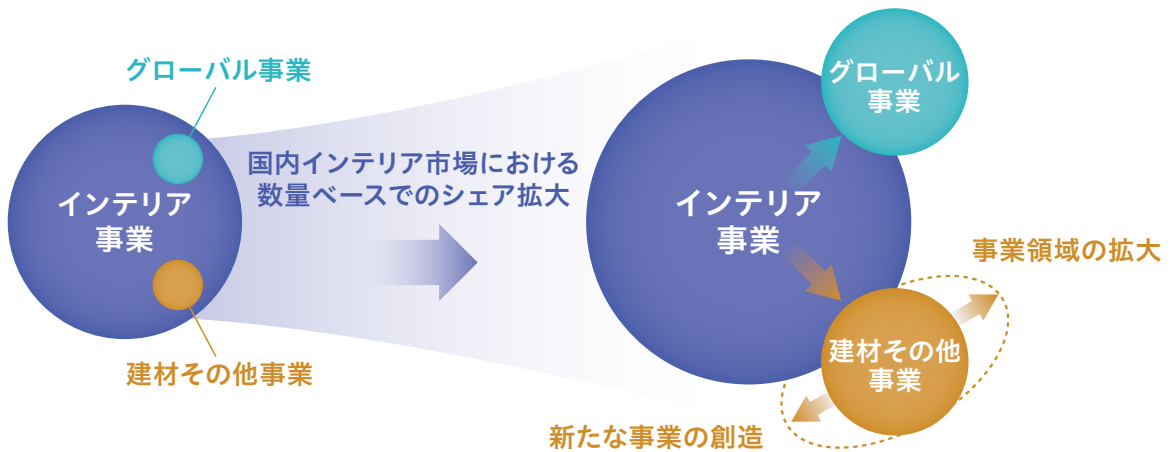 グローバル事業
インテリア
事業
建材その他事業
国内インテリア市場における
数量ベースでのシェア拡大
グローバル
事業
インテリア
事業
事業領域の拡大
建材その他
事業
新たな事業の創造